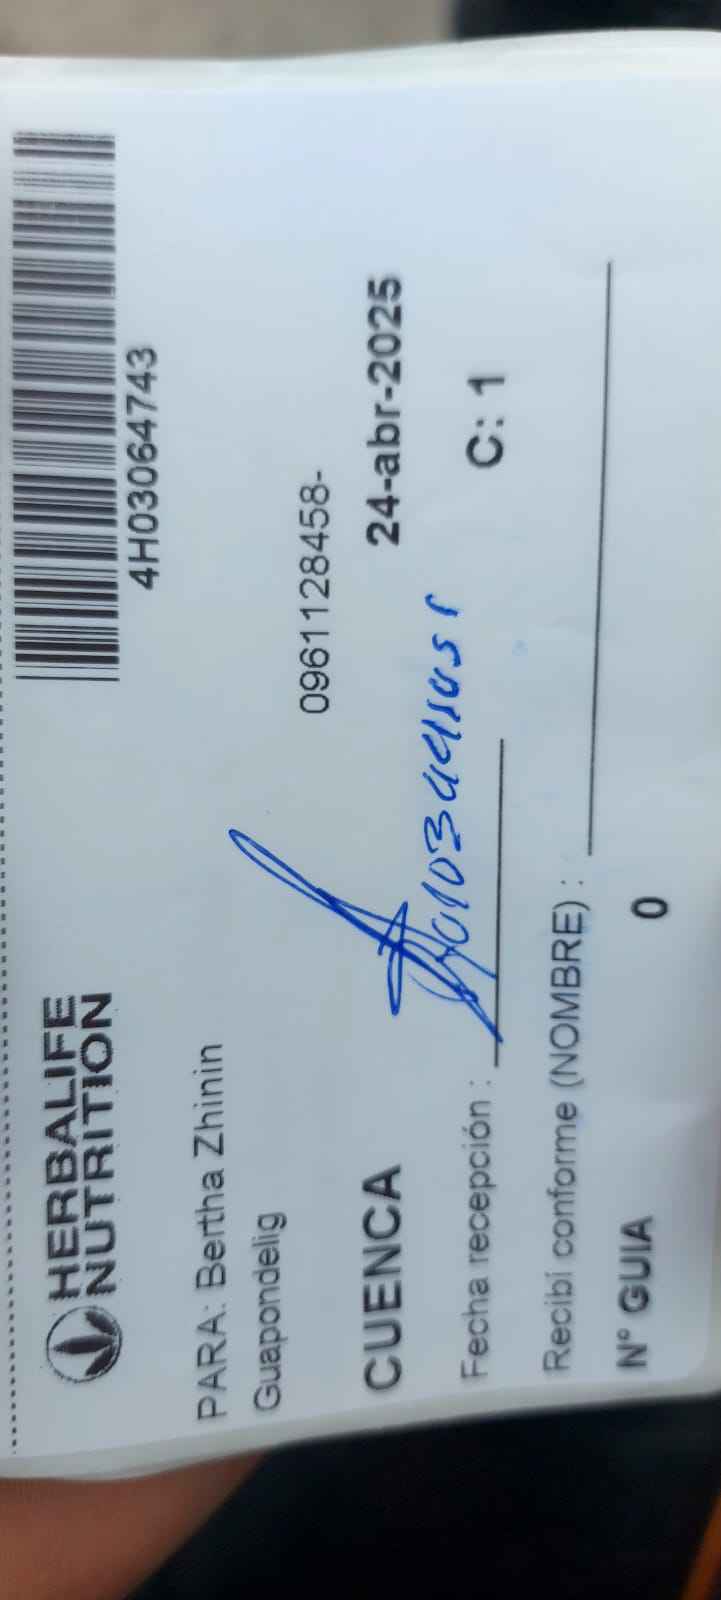 HERBALIFE
NUTRITION
4H03064743
PARA: Bertha Zhinin
Guapondelig
0961128458-
CUENCA
24-abr-2025
Fecha recepción :
C: 1
Recibí conforme (NOMBRE) :
N° GUIA
0